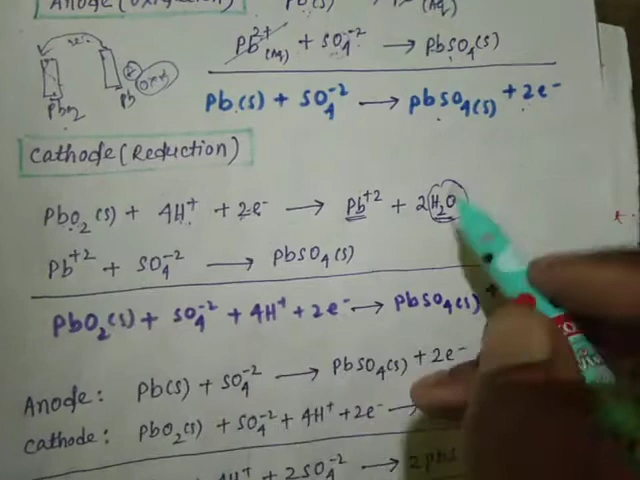 Anode (Oxidation)
Pb²⁺(aq) + SO₄⁻² → PbSO₄(s)
PbO₂ Pb
Pb(s) + SO₄⁻² → PbSO₄(s) + 2e⁻
Cathode (Reduction)
PbO₂(s) + 4H⁺ + 2e⁻ → Pb⁺² + 2H₂O
Pb⁺² + SO₄⁻² → PbSO₄(s)
PbO₂(s) + SO₄⁻² + 4H⁺ + 2e⁻ → PbSO₄(s) +
Anode: Pb(s) + SO₄⁻² → PbSO₄(s) + 2e⁻
Cathode: PbO₂(s) + SO₄⁻² + 4H⁺ + 2e⁻ →
4H⁺ + 2SO₄⁻² → 2PbS